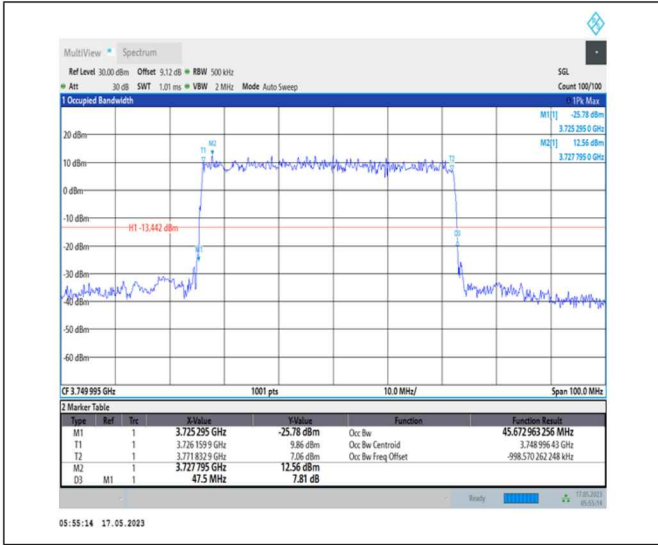 MultiView Spectrum
Ref Level 30.00 dBm Offset 9.12 dB RBW 500 kHz SGL
Att 30 dB SWT 1.01 ms VBW 2 MHz Mode Auto Sweep Count 100/100
1 Occupied Bandwidth 1Pk Max
M1[1] -25.78 dBm
3.725 295 0 GHz
M2[1] 12.56 dBm
3.727 795 0 GHz
20 dBm
M2
T1
T2
10 dBm
0 dBm
-10 dBm
H1 -13.442 dBm
D3
-20 dBm
M1
-30 dBm
-40 dBm
-50 dBm
-60 dBm
CF 3.749 995 GHz 1001 pts 10.0 MHz/ Span 100.0 MHz
2 Marker Table
Type Ref Trc X-Value Y-Value Function Function Result
M1 1 3.725 295 GHz -25.78 dBm Occ Bw 45.672 963 256 MHz
T1 1 3.726 159 9 GHz 9.86 dBm Occ Bw Centroid 3.748 996 43 GHz
T2 1 3.771 832 9 GHz 7.06 dBm Occ Bw Freq Offset -998.570 262 248 kHz
M2 1 3.727 795 GHz 12.56 dBm
D3 M1 1 47.5 MHz 7.81 dB
Ready 17.05.2023
05:55:14
05:55:14 17.05.2023